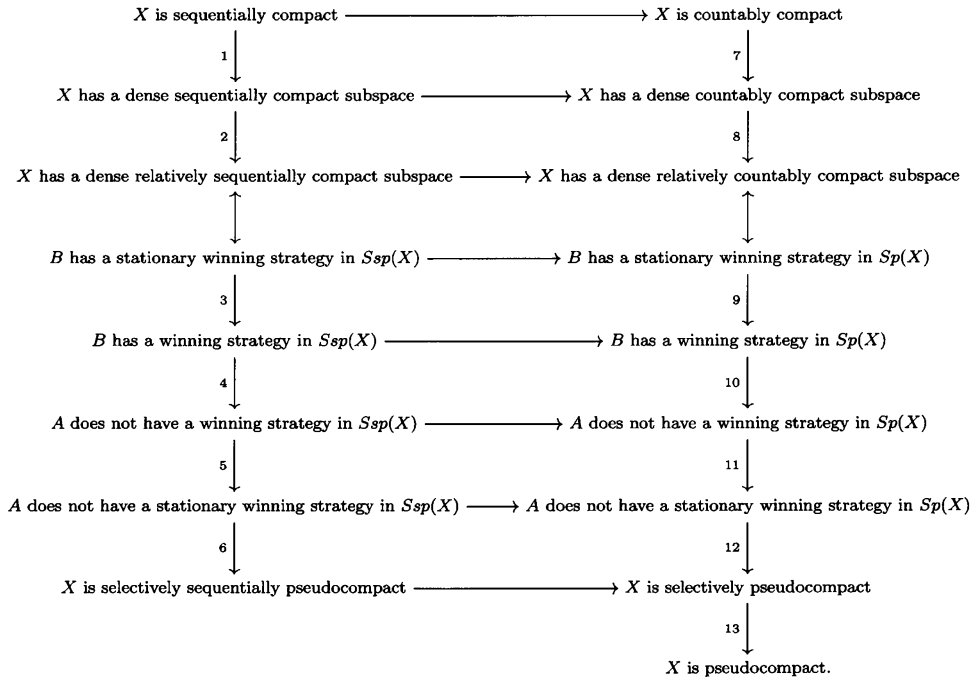 X is sequentially compact X is countably compact
1 7
X has a dense sequentially compact subspace X has a dense countably compact subspace
2 8
X has a dense relatively sequentially compact subspace X has a dense relatively countably compact subspace
B has a stationary winning strategy in Ssp(X) B has a stationary winning strategy in Sp(X)
3 9
B has a winning strategy in Ssp(X) B has a winning strategy in Sp(X)
4 10
A does not have a winning strategy in Ssp(X) A does not have a winning strategy in Sp(X)
5 11
A does not have a stationary winning strategy in Ssp(X) A does not have a stationary winning strategy in Sp(X)
6 12
X is selectively sequentially pseudocompact X is selectively pseudocompact
13
X is pseudocompact.